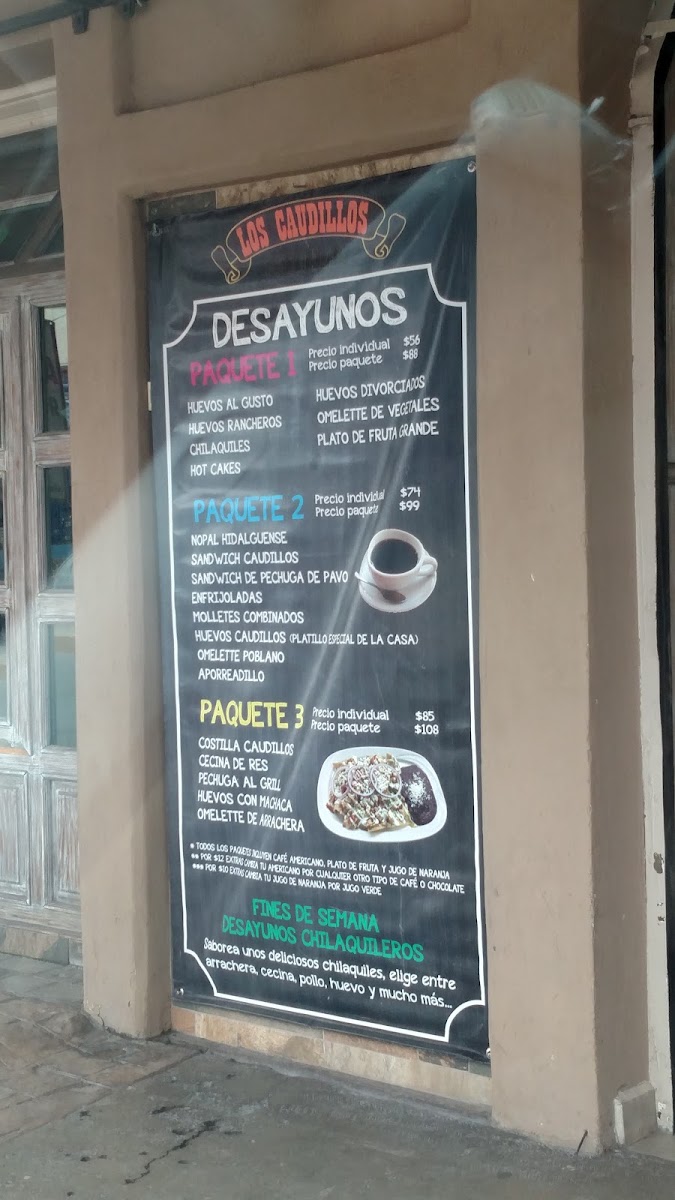 LOS CAUDILLOS
DESAYUNOS
PAQUETE 1
Precio individual $56
Precio paquete $88
HUEVOS AL GUSTO
HUEVOS RANCHEROS
CHILAQUILES
HOT CAKES
HUEVOS DIVORCIADOS
OMELETTE DE VEGETALES
PLATO DE FRUTA GRANDE
PAQUETE 2
Precio individual $74
Precio paquete $99
NOPAL HIDALGUENSE
SANDWICH CAUDILLOS
SANDWICH DE PECHUGA DE PAVO
ENFRIJOLADAS
MOLLETES COMBINADOS
HUEVOS CAUDILLOS (PLATILLO ESPECIAL DE LA CASA)
OMELETTE POBLANO
APORREADILLO
PAQUETE 3
Precio individual $85
Precio paquete $108
COSTILLA CAUDILLOS
CECINA DE RES
PECHUGA AL GRILL
HUEVOS CON MACHACA
OMELETTE DE ARRACHERA
* TODOS LOS PAQUETES INCLUYEN CAFÉ AMERICANO, PLATO DE FRUTA Y JUGO DE NARANJA
** POR $12 EXTRAS CAMBIA TU AMERICANO POR CUALQUIER OTRO TIPO DE CAFÉ O CHOCOLATE
*** POR $10 EXTRAS CAMBIA TU JUGO DE NARANJA POR JUGO VERDE
FINES DE SEMANA
DESAYUNOS CHILAQUILEROS
Saborea unos deliciosos chilaquiles, elige entre
arrachera, cecina, pollo, huevo y mucho más...